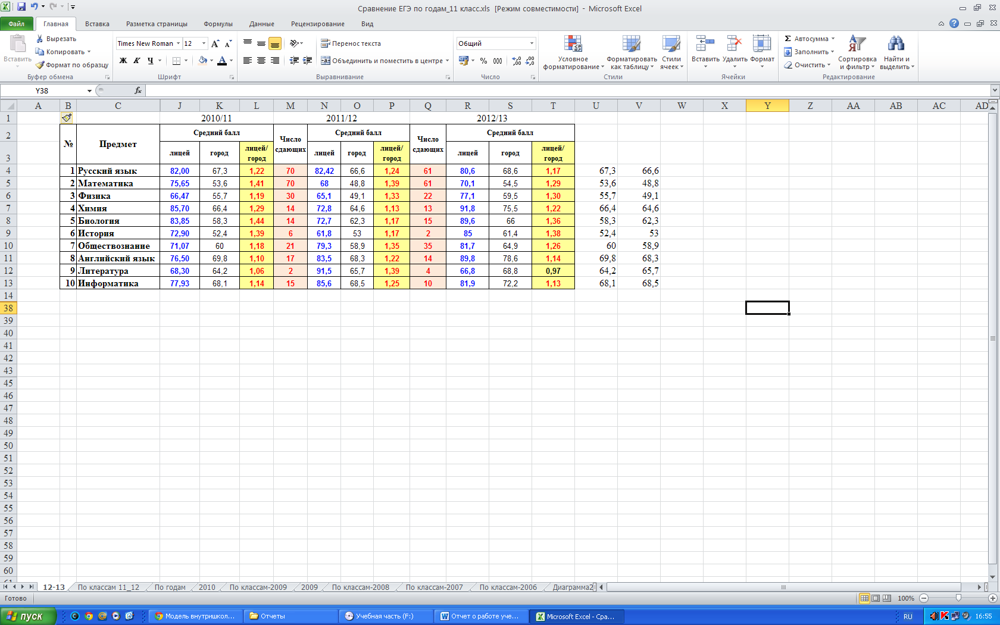 Сравнение ЕГЭ по годам_11 класс.xls [Режим совместимости] - Microsoft Excel
Файл Главная Вставка Разметка страницы Формулы Данные Рецензирование Вид
Вставить Вырезать Копировать Формат по образцу
Буфер обмена
Times New Roman 12
Ж К Ч
Шрифт
Перенос текста
Объединить и поместить в центре
Выравнивание
Общий
% 000
Число
Условное форматирование Форматировать как таблицу Стили ячеек
Стили
Вставить Удалить Формат
Ячейки
Σ Автосумма Заполнить Очистить Сортировка и фильтр Найти и выделить
Редактирование
Y38 fx
A B C J K L M N O P Q R S T U V W X Y Z AA AB AC AD
1 2010/11 2011/12 2012/13
2 № Предмет Средний балл Число сдающих Средний балл Число сдающих Средний балл
3 лицей город лицей/город лицей город лицей/город лицей город лицей/город
4 1 Русский язык 82,00 67,3 1,22 70 82,42 66,6 1,24 61 80,6 68,6 1,17 67,3 66,6
5 2 Математика 75,65 53,6 1,41 70 68 48,8 1,39 61 70,1 54,5 1,29 53,6 48,8
6 3 Физика 66,47 55,7 1,19 30 65,1 49,1 1,33 22 77,1 59,5 1,30 55,7 49,1
7 4 Химия 85,70 66,4 1,29 14 72,8 64,6 1,13 13 91,8 75,5 1,22 66,4 64,6
8 5 Биология 83,85 58,3 1,44 14 72,7 62,3 1,17 15 89,6 66 1,36 58,3 62,3
9 6 История 72,90 52,4 1,39 6 61,8 53 1,17 2 85 61,4 1,38 52,4 53
10 7 Обществознание 71,07 60 1,18 21 79,3 58,9 1,35 35 81,7 64,9 1,26 60 58,9
11 8 Английский язык 76,50 69,8 1,10 17 83,5 68,3 1,22 14 89,8 78,6 1,14 69,8 68,3
12 9 Литература 68,30 64,2 1,06 2 91,5 65,7 1,39 4 66,8 68,8 0,97 64,2 65,7
13 10 Информатика 77,93 68,1 1,14 15 85,6 68,5 1,25 10 81,9 72,2 1,13 68,1 68,5
14
38
39
40
41
42
43
45
46
47
48
49
50
51
52
53
54
55
56
57
58
59
60
61
12-13 По классам 11_12 По годам 2010 По классам-2009 2009 По классам-2008 По классам-2007 По классам-2006 Диаграмма2
Готово 100%
пуск Модель внутришкол... Отчеты Учебная часть (F:) Отчет о работе уче... Microsoft Excel - Сра... RU 16:55